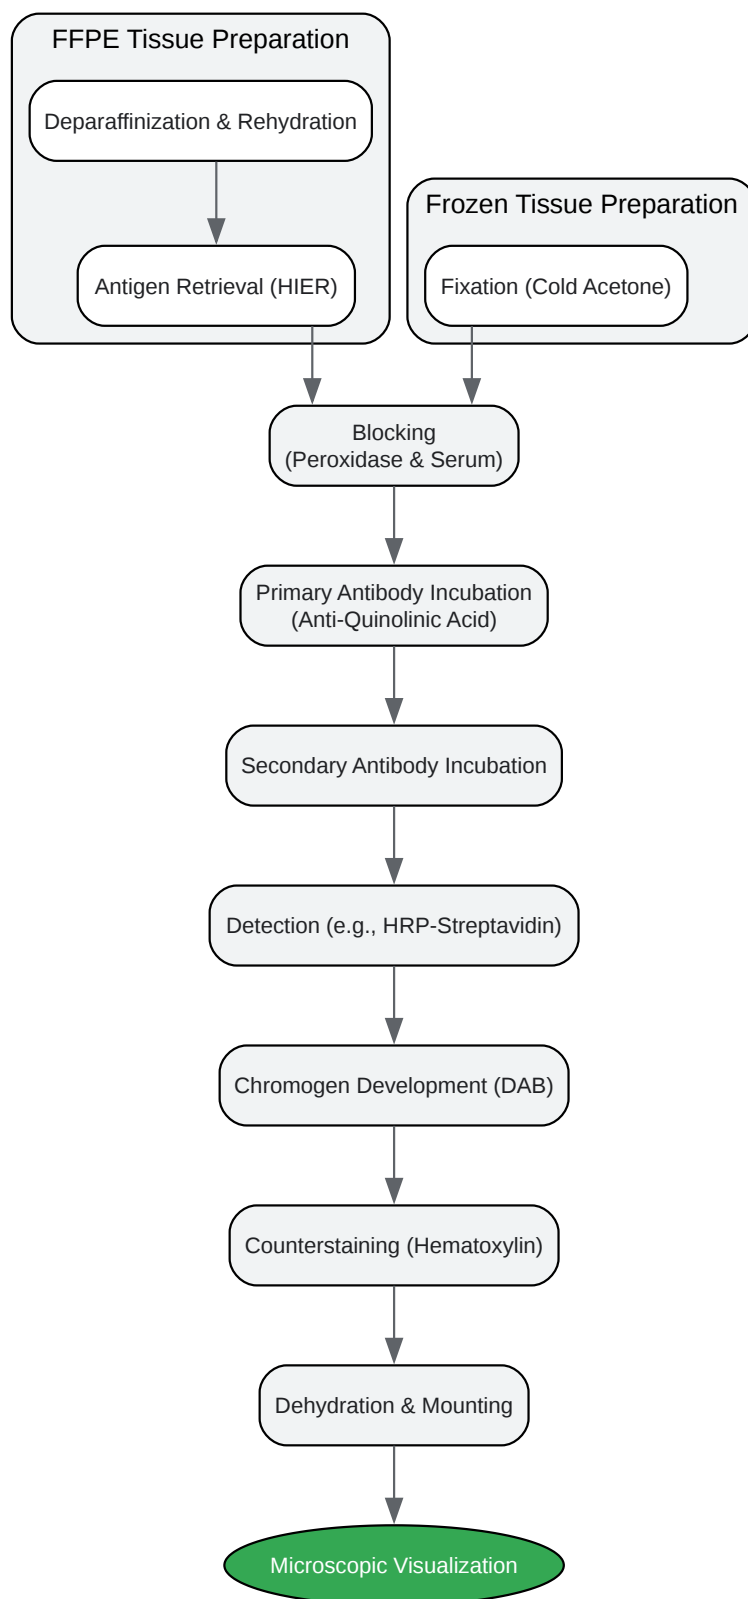 FFPE Tissue Preparation
Deparaffinization & Rehydration
Antigen Retrieval (HIER)
Frozen Tissue Preparation
Fixation (Cold Acetone)
Blocking
(Peroxidase & Serum)
Primary Antibody Incubation
(Anti-Quinolinic Acid)
Secondary Antibody Incubation
Detection (e.g., HRP-Streptavidin)
Chromogen Development (DAB)
Counterstaining (Hematoxylin)
Dehydration & Mounting
Microscopic Visualization